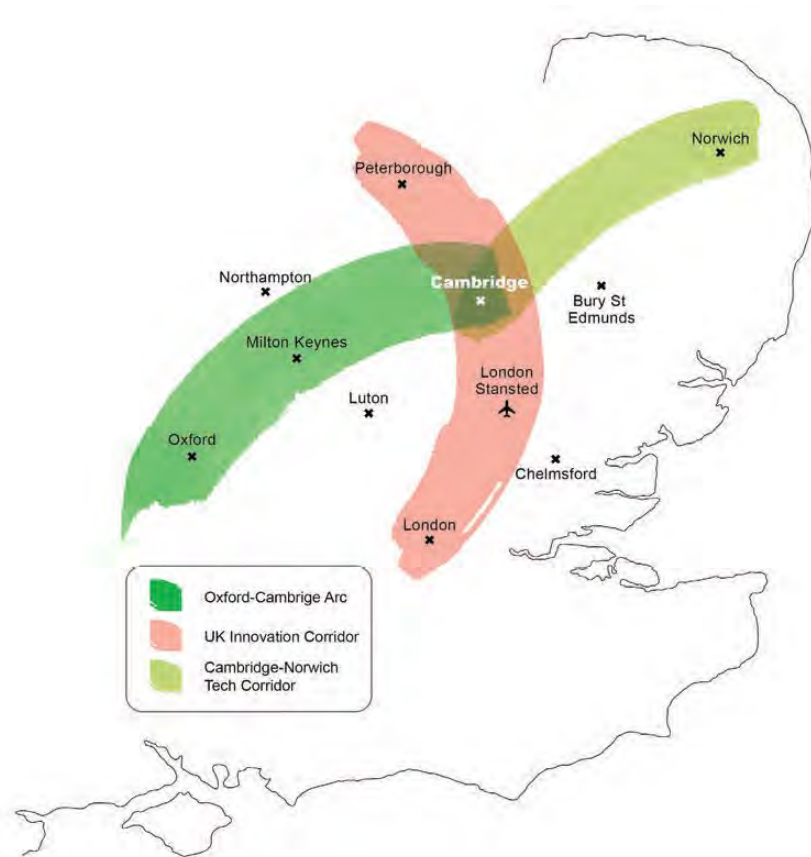 Norwich
Peterborough
Northampton
Cambridge
Bury St
Edmunds
Milton Keynes
London
Stansted
Luton
Oxford
Chelmsford
London
Oxford-Cambrige Arc
UK Innovation Corridor
Cambridge-Norwich
Tech Corridor